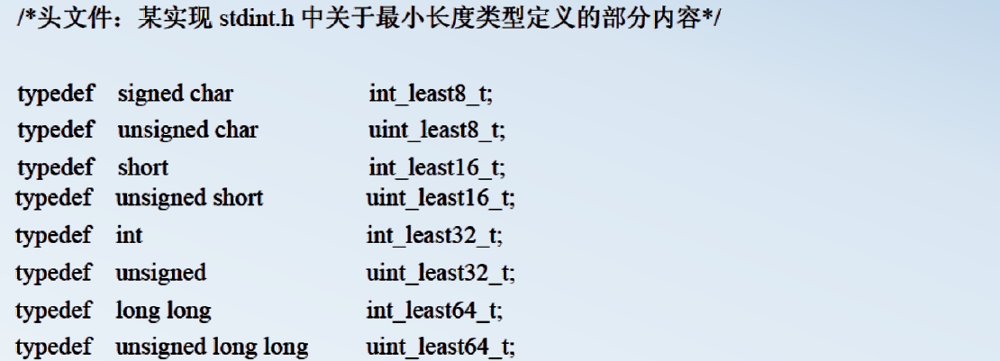 /*头文件：某实现 stdint.h 中关于最小长度类型定义的部分内容*/
typedef signed char int_least8_t;
typedef unsigned char uint_least8_t;
typedef short int_least16_t;
typedef unsigned short uint_least16_t;
typedef int int_least32_t;
typedef unsigned uint_least32_t;
typedef long long int_least64_t;
typedef unsigned long long uint_least64_t;